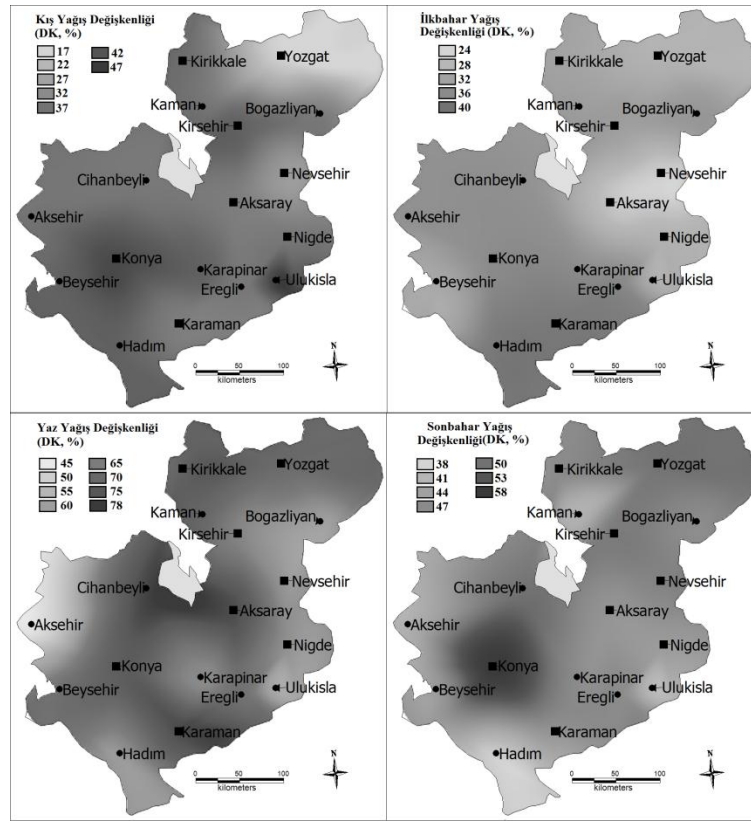 Kış Yağış Değişkenliği
(DK, %)
17
22
27
32
37
42
47
Kirikkale
Yozgat
Kaman
Bogazliyan
Kirsehir
Nevsehir
Cihanbeyli
Aksaray
Aksehir
Nigde
Konya
Karapinar
Ulukisla
Beysehir
Eregli
Karaman
Hadım
N
0 50 100
kilometers
İlkbahar Yağış
Değişkenliği (DK, %)
24
28
32
36
40
Kirikkale
Yozgat
Kaman
Bogazliyan
Kirsehir
Nevsehir
Cihanbeyli
Aksaray
Aksehir
Nigde
Konya
Karapinar
Ulukisla
Beysehir
Eregli
Karaman
Hadım
N
0 50 100
kilometers
Yaz Yağış Değişkenliği
(DK, %)
45
50
55
60
65
70
75
78
Kirikkale
Yozgat
Kaman
Bogazliyan
Kirsehir
Nevsehir
Cihanbeyli
Aksaray
Aksehir
Nigde
Konya
Karapinar
Ulukisla
Beysehir
Eregli
Karaman
Hadım
N
0 50 100
kilometers
Sonbahar Yağış
Değişkenliği(DK, %)
38
41
44
47
50
53
58
Kirikkale
Yozgat
Kaman
Bogazliyan
Kirsehir
Nevsehir
Cihanbeyli
Aksaray
Aksehir
Nigde
Konya
Karapinar
Ulukisla
Beysehir
Eregli
Karaman
Hadım
N
0 50 100
kilometers